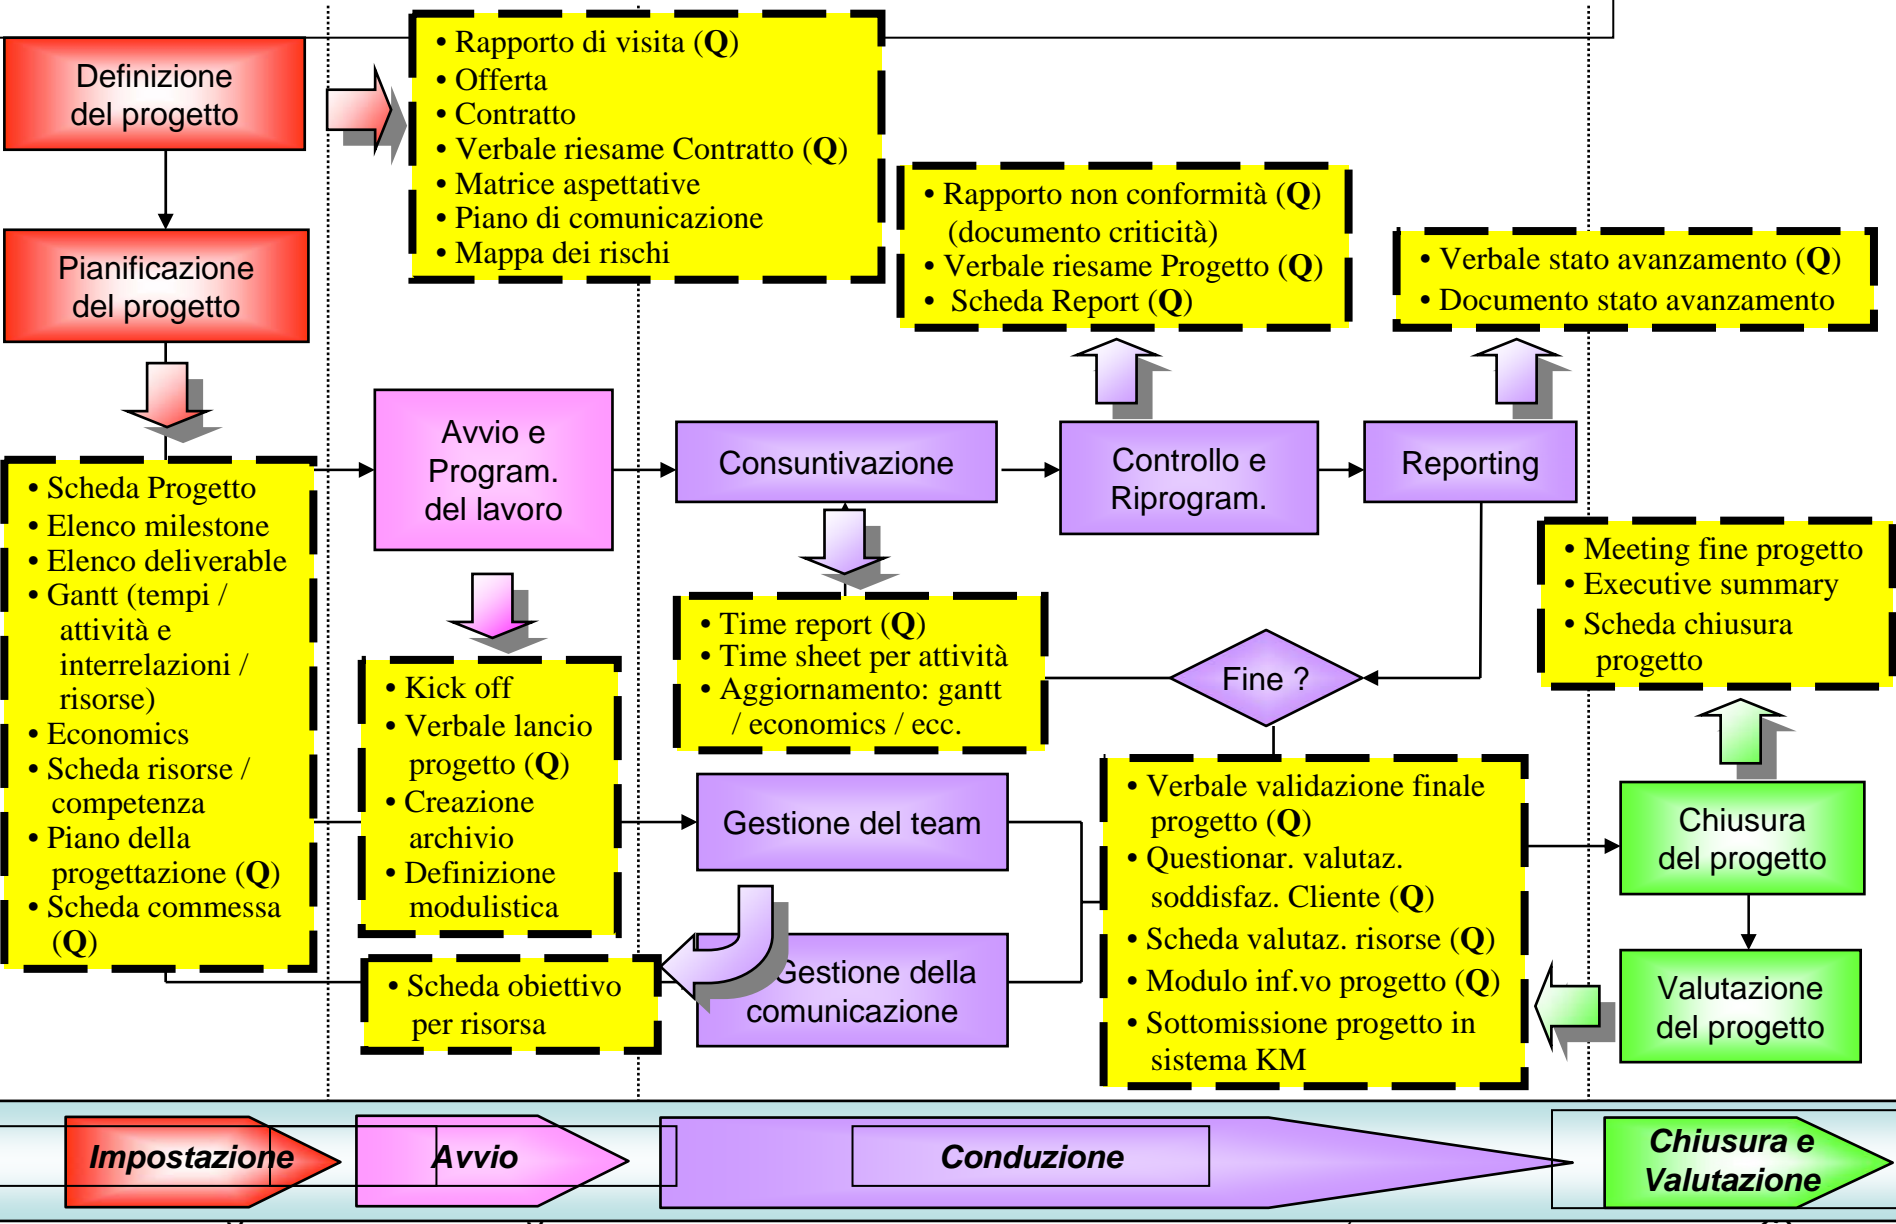 Definizione
del progetto
• Rapporto di visita (Q)
• Offerta
• Contratto
• Verbale riesame Contratto (Q)
• Matrice aspettative
• Piano di comunicazione
• Mappa dei rischi
Pianificazione
del progetto
• Rapporto non conformità (Q)
(documento criticità)
• Verbale riesame Progetto (Q)
• Scheda Report (Q)
• Verbale stato avanzamento (Q)
• Documento stato avanzamento
Avvio e
Program.
del lavoro
Consuntivazione
Controllo e
Riprogram.
Reporting
• Scheda Progetto
• Elenco milestone
• Elenco deliverable
• Gantt (tempi /
attività e
interrelazioni /
risorse)
• Economics
• Scheda risorse /
competenza
• Piano della
progettazione (Q)
• Scheda commessa
(Q)
• Meeting fine progetto
• Executive summary
• Scheda chiusura
progetto
• Time report (Q)
• Time sheet per attività
• Aggiornamento: gantt
/ economics / ecc.
Fine ?
• Kick off
• Verbale lancio
progetto (Q)
• Creazione
archivio
• Definizione
modulistica
Gestione del team
• Verbale validazione finale
progetto (Q)
• Questionar. valutaz.
soddisfaz. Cliente (Q)
• Scheda valutaz. risorse (Q)
• Modulo inf.vo progetto (Q)
• Sottomissione progetto in
sistema KM
Chiusura
del progetto
• Scheda obiettivo
per risorsa
Gestione della
comunicazione
Valutazione
del progetto
Impostazione
Avvio
Conduzione
Chiusura e
Valutazione